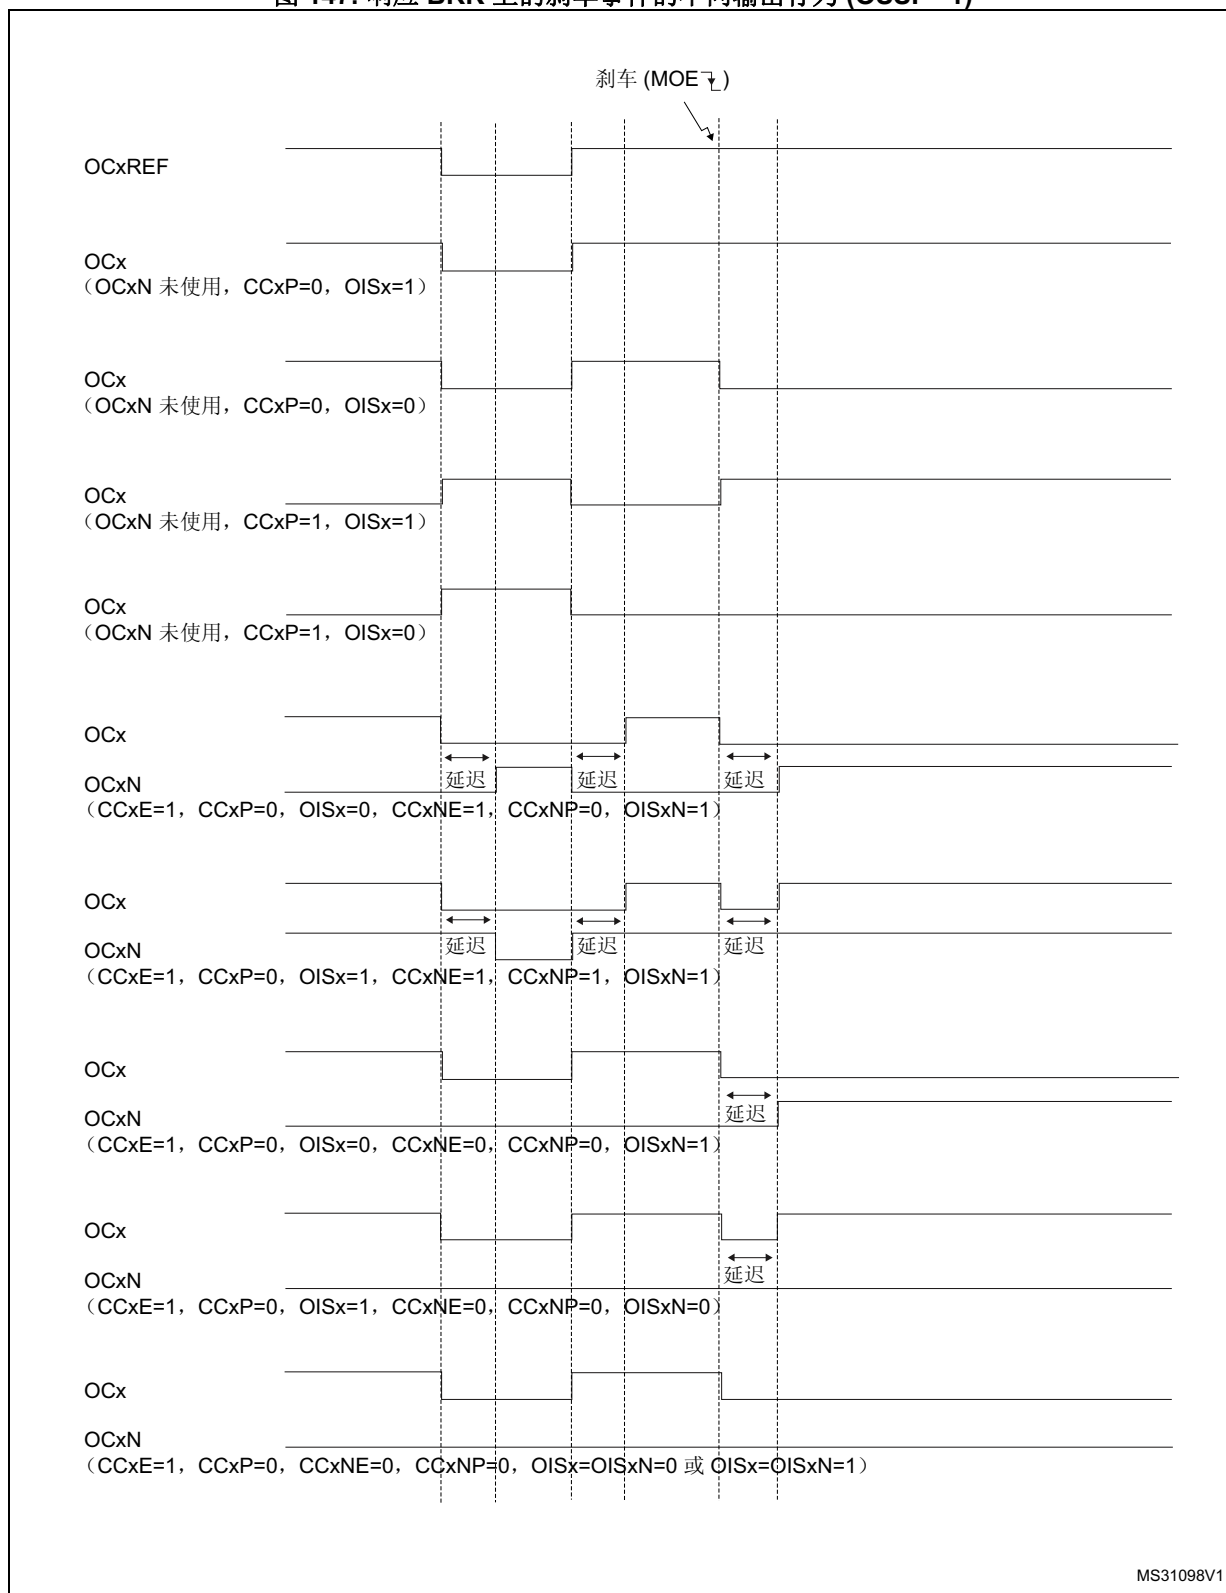 刹车 (MOE)
OCxREF
OCx
（OCxN 未使用，CCxP=0，OISx=1）
OCx
（OCxN 未使用，CCxP=0，OISx=0）
OCx
（OCxN 未使用，CCxP=1，OISx=1）
OCx
（OCxN 未使用，CCxP=1，OISx=0）
OCx
OCxN 延迟 延迟 延迟
（CCxE=1，CCxP=0，OISx=0，CCxNE=1，CCxNP=0，OISxN=1）
OCx
OCxN 延迟 延迟 延迟
（CCxE=1，CCxP=0，OISx=1，CCxNE=1，CCxNP=1，OISxN=1）
OCx
OCxN 延迟
（CCxE=1，CCxP=0，OISx=0，CCxNE=0，CCxNP=0，OISxN=1）
OCx
OCxN 延迟
（CCxE=1，CCxP=0，OISx=1，CCxNE=0，CCxNP=0，OISxN=0）
OCx
OCxN
（CCxE=1，CCxP=0，CCxNE=0，CCxNP=0，OISx=OISxN=0 或 OISx=OISxN=1）
MS31098V1